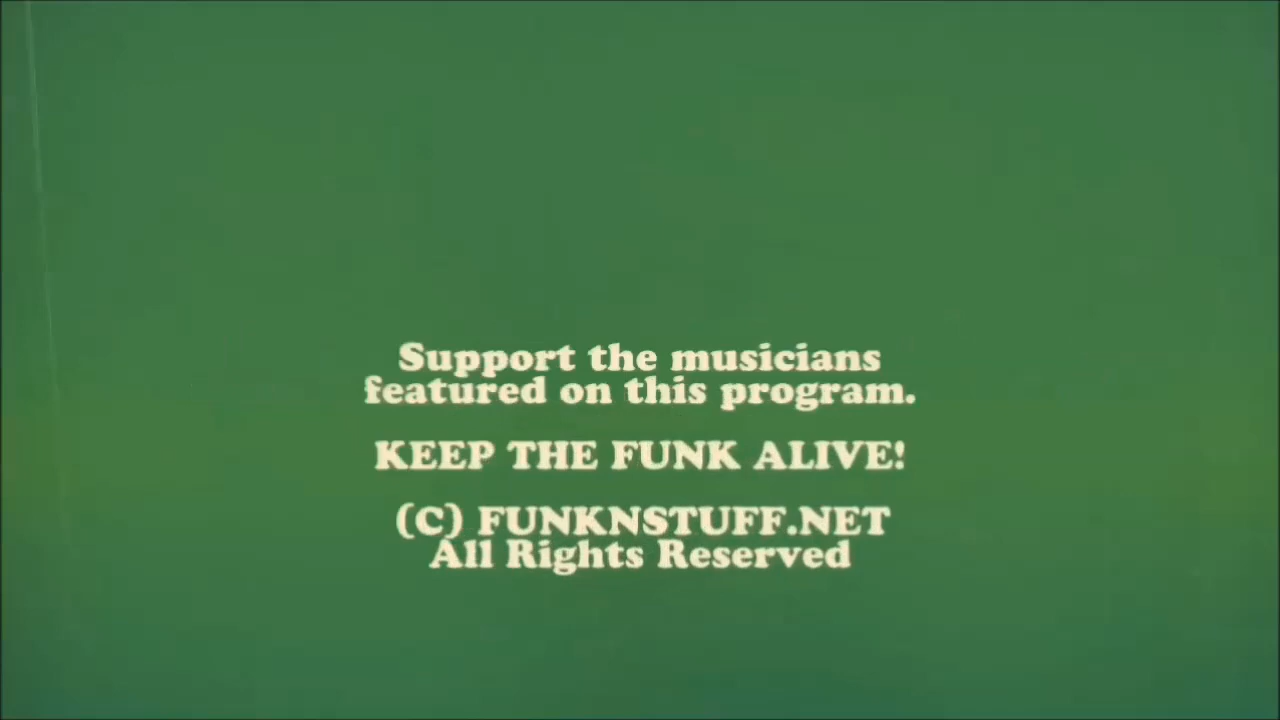 Support the musicians
featured on this program.
KEEP THE FUNK ALIVE!
(C) FUNKNSTUFF.NET
All Rights Reserved